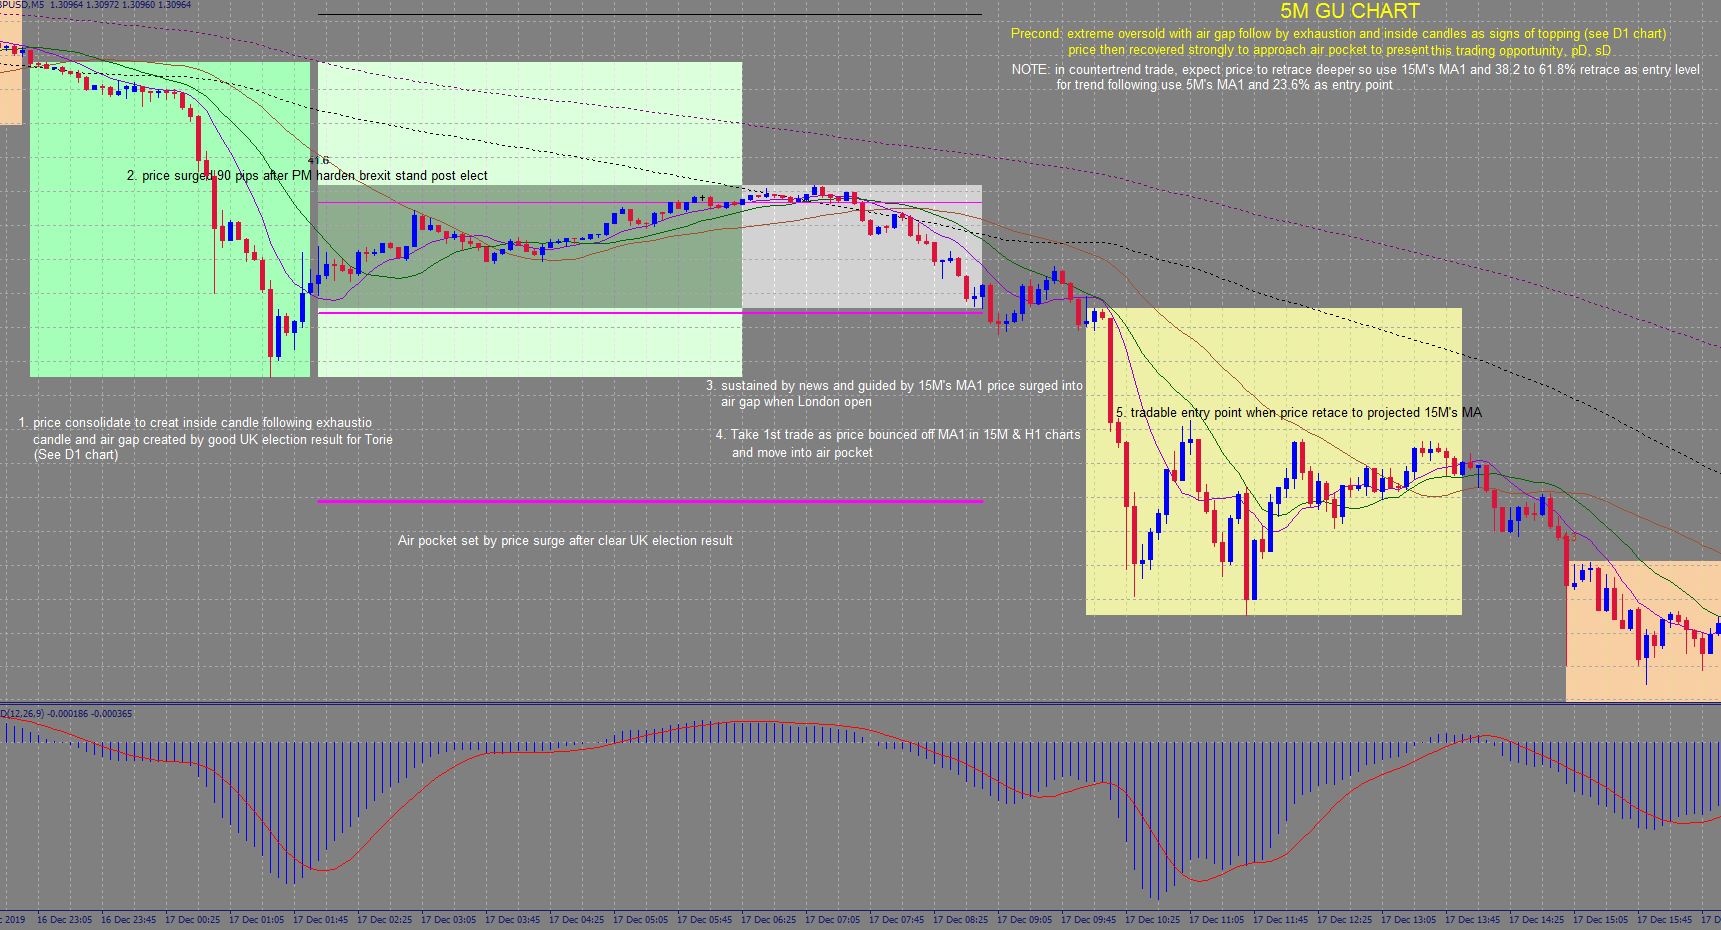 BPUSD,M5 1.30964 1.30972 1.30960 1.30964
5M GU CHART
Precond: extreme oversold with air gap follow by exhaustion and inside candles as signs of topping (see D1 chart)
price then recovered strongly to approach air pocket to present this trading opportunity, pD, sD
NOTE: in countertrend trade, expect price to retrace deeper so use 15M's MA1 and 38.2 to 61.8% retrace as entry level
for trend following use 5M's MA1 and 23.6% as entry point
41.6
2. price surged 90 pips after PM harden brexit stand post elect
3. sustained by news and guided by 15M's MA1 price surged into
air gap when London open
1. price consolidate to creat inside candle following exhaustio
candle and air gap created by good UK election result for Torie
(See D1 chart)
4. Take 1st trade as price bounced off MA1 in 15M & H1 charts
and move into air pocket
5. tradable entry point when price retace to projected 15M's MA
Air pocket set by price surge after clear UK election result
D(12,26,9) -0.000186 -0.000365
c 2019 16 Dec 23:05 16 Dec 23:45 17 Dec 00:25 17 Dec 01:05 17 Dec 01:45 17 Dec 02:25 17 Dec 03:05 17 Dec 03:45 17 Dec 04:25 17 Dec 05:05 17 Dec 05:45 17 Dec 06:25 17 Dec 07:05 17 Dec 07:45 17 Dec 08:25 17 Dec 09:05 17 Dec 09:45 17 Dec 10:25 17 Dec 11:05 17 Dec 11:45 17 Dec 12:25 17 Dec 13:05 17 Dec 13:45 17 Dec 14:25 17 Dec 15:05 17 Dec 15:45 17 D